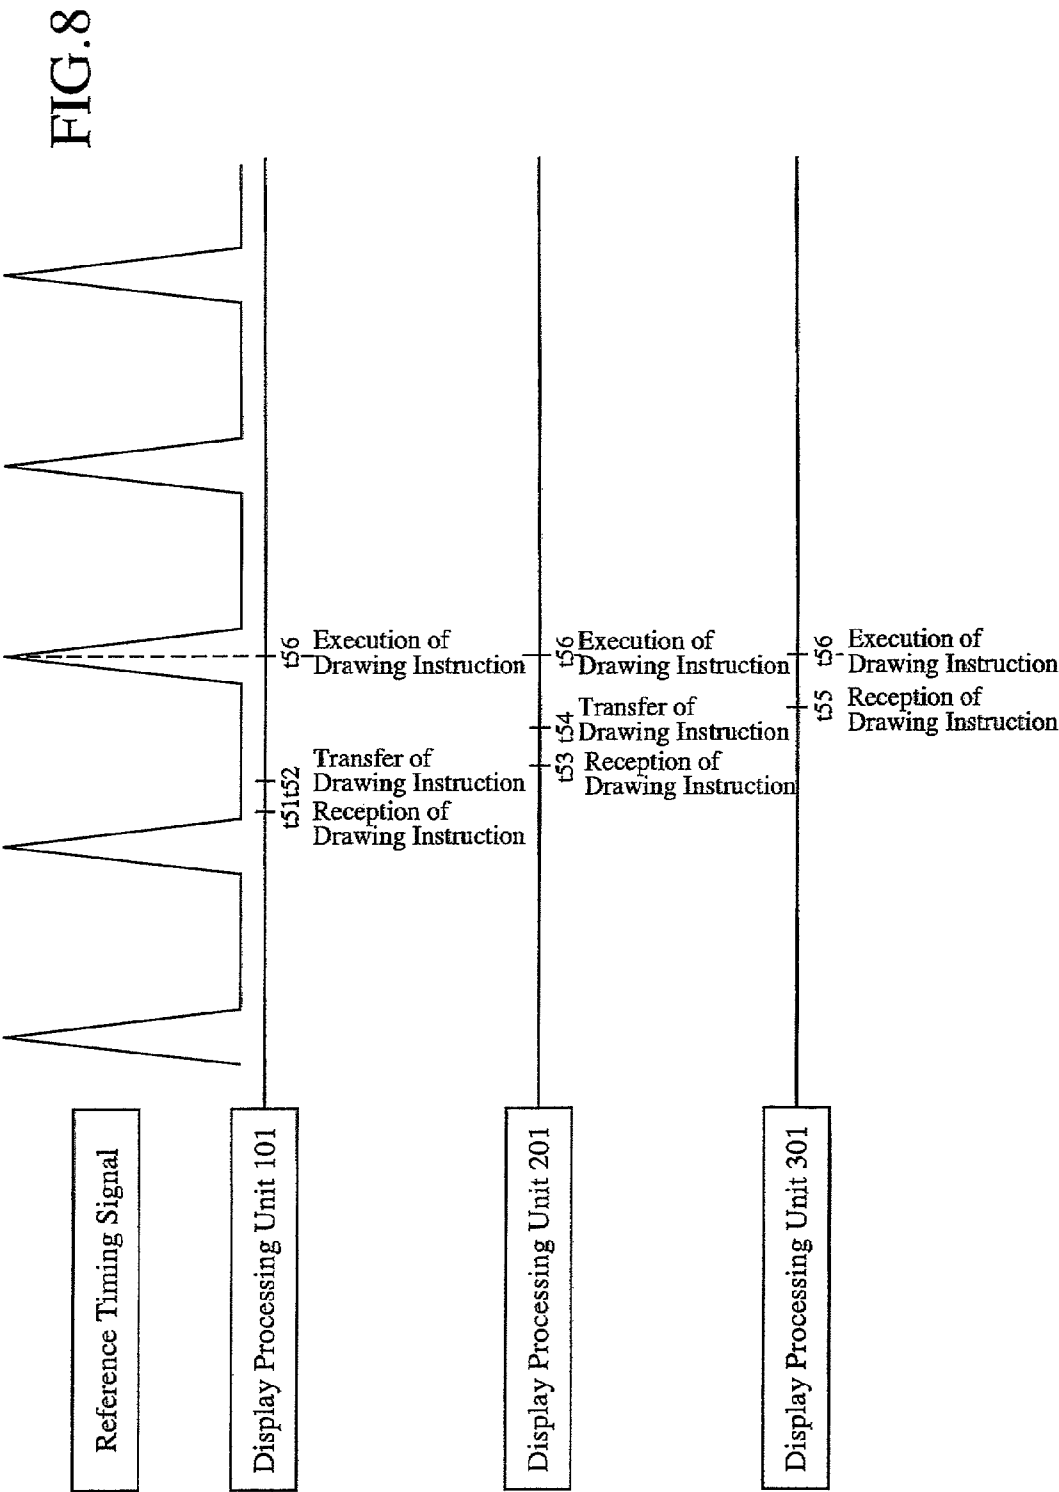 FIG.8
Reference Timing Signal
Display Processing Unit 101
t51
Reception of
Drawing Instruction
t52
Transfer of
Drawing Instruction
t56
Execution of
Drawing Instruction
Display Processing Unit 201
t53
Reception of
Drawing Instruction
t54
Transfer of
Drawing Instruction
t56
Execution of
Drawing Instruction
Display Processing Unit 301
t55
Reception of
Drawing Instruction
t56
Execution of
Drawing Instruction